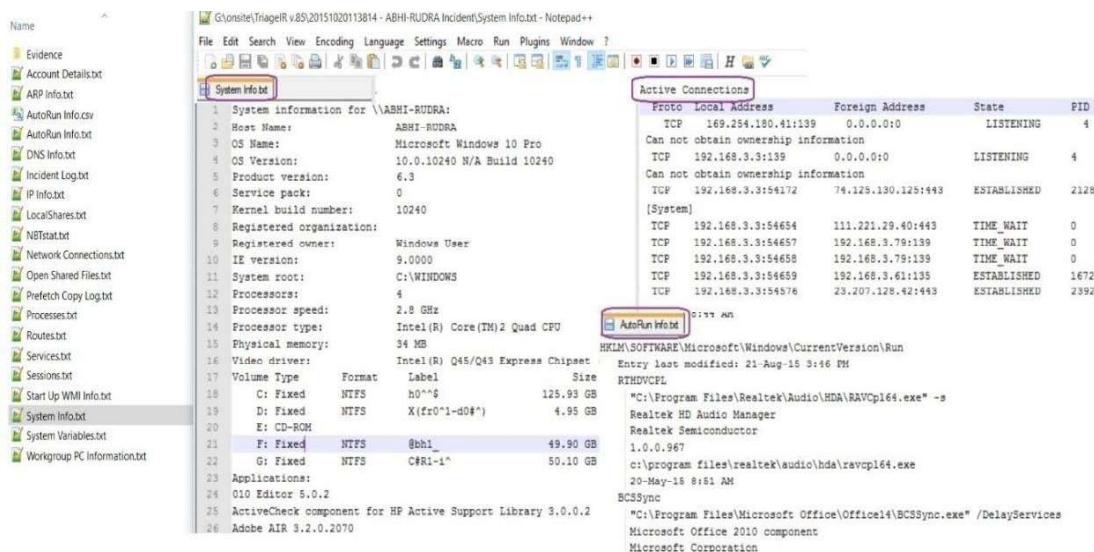 Name
Evidence
Account Details.txt
ARP Info.txt
AutoRun Info.csv
AutoRun Info.txt
DNS Info.txt
Incident Log.txt
IP Info.txt
LocalShares.txt
NBTstat.txt
Network Connections.txt
Open Shared Files.txt
Prefetch Copy Log.txt
Processes.txt
Routes.txt
Services.txt
Sessions.txt
Start Up WMI Info.txt
System Info.txt
System Variables.txt
Workgroup PC Information.txt
G:\onsite\TriageIR v.85\20151020113814 - ABHI-RUDRA Incident\System Info.txt - Notepad++
File Edit Search View Encoding Language Settings Macro Run Plugins Window ?
System Info.txt
1 System information for \\ABHI-RUDRA:
2 Host Name: ABHI-RUDRA
3 OS Name: Microsoft Windows 10 Pro
4 OS Version: 10.0.10240 N/A Build 10240
5 Product version: 6.3
6 Service pack: 0
7 Kernel build number: 10240
8 Registered organization:
9 Registered owner: Windows User
10 IE version: 9.0000
11 System root: C:\WINDOWS
12 Processors: 4
13 Processor speed: 2.8 GHz
14 Processor type: Intel(R) Core(TM)2 Quad CPU
15 Physical memory: 34 MB
16 Video driver: Intel(R) Q45/Q43 Express Chipset
17 Volume Type Format Label Size
18 C: Fixed NTFS h0^^$ 125.93 GB
19 D: Fixed NTFS X(fr0^1-d0#^) 4.95 GB
20 E: CD-ROM
21 F: Fixed NTFS @bh1_ 49.90 GB
22 G: Fixed NTFS C#R1-i^ 50.10 GB
23 Applications:
24 010 Editor 5.0.2
25 ActiveCheck component for HP Active Support Library 3.0.0.2
26 Adobe AIR 3.2.0.2070
Active Connections
Proto Local Address Foreign Address State PID
TCP 169.254.180.41:139 0.0.0.0:0 LISTENING 4
Can not obtain ownership information
TCP 192.168.3.3:139 0.0.0.0:0 LISTENING 4
Can not obtain ownership information
TCP 192.168.3.3:54172 74.125.130.125:443 ESTABLISHED 2128
[System]
TCP 192.168.3.3:54654 111.221.29.40:443 TIME_WAIT 0
TCP 192.168.3.3:54657 192.168.3.79:139 TIME_WAIT 0
TCP 192.168.3.3:54658 192.168.3.79:139 TIME_WAIT 0
TCP 192.168.3.3:54659 192.168.3.61:135 ESTABLISHED 1672
TCP 192.168.3.3:54576 23.207.128.42:443 ESTABLISHED 2392
AutoRun Info.txt
HKLM\SOFTWARE\Microsoft\Windows\CurrentVersion\Run
Entry last modified: 21-Aug-15 3:46 PM
RTHDVCPL
"C:\Program Files\Realtek\Audio\HDA\RAVCpl64.exe" -s
Realtek HD Audio Manager
Realtek Semiconductor
1.0.0.967
c:\program files\realtek\audio\hda\ravcpl64.exe
20-May-15 8:51 AM
BCSSync
"C:\Program Files\Microsoft Office\Office14\BCSSync.exe" /DelayServices
Microsoft Office 2010 component
Microsoft Corporation